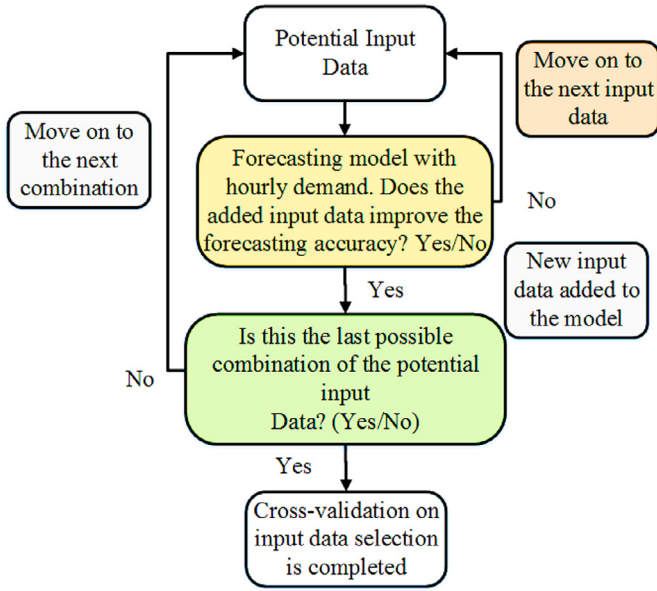 Potential Input
Data
Move on to
the next input
data
Move on to
the next
combination
Forecasting model with
hourly demand. Does the
added input data improve the
forecasting accuracy? Yes/No
No
Yes
New input
data added to
the model
Is this the last possible
combination of the potential
input
Data? (Yes/No)
No
Yes
Cross-validation on
input data selection
is completed